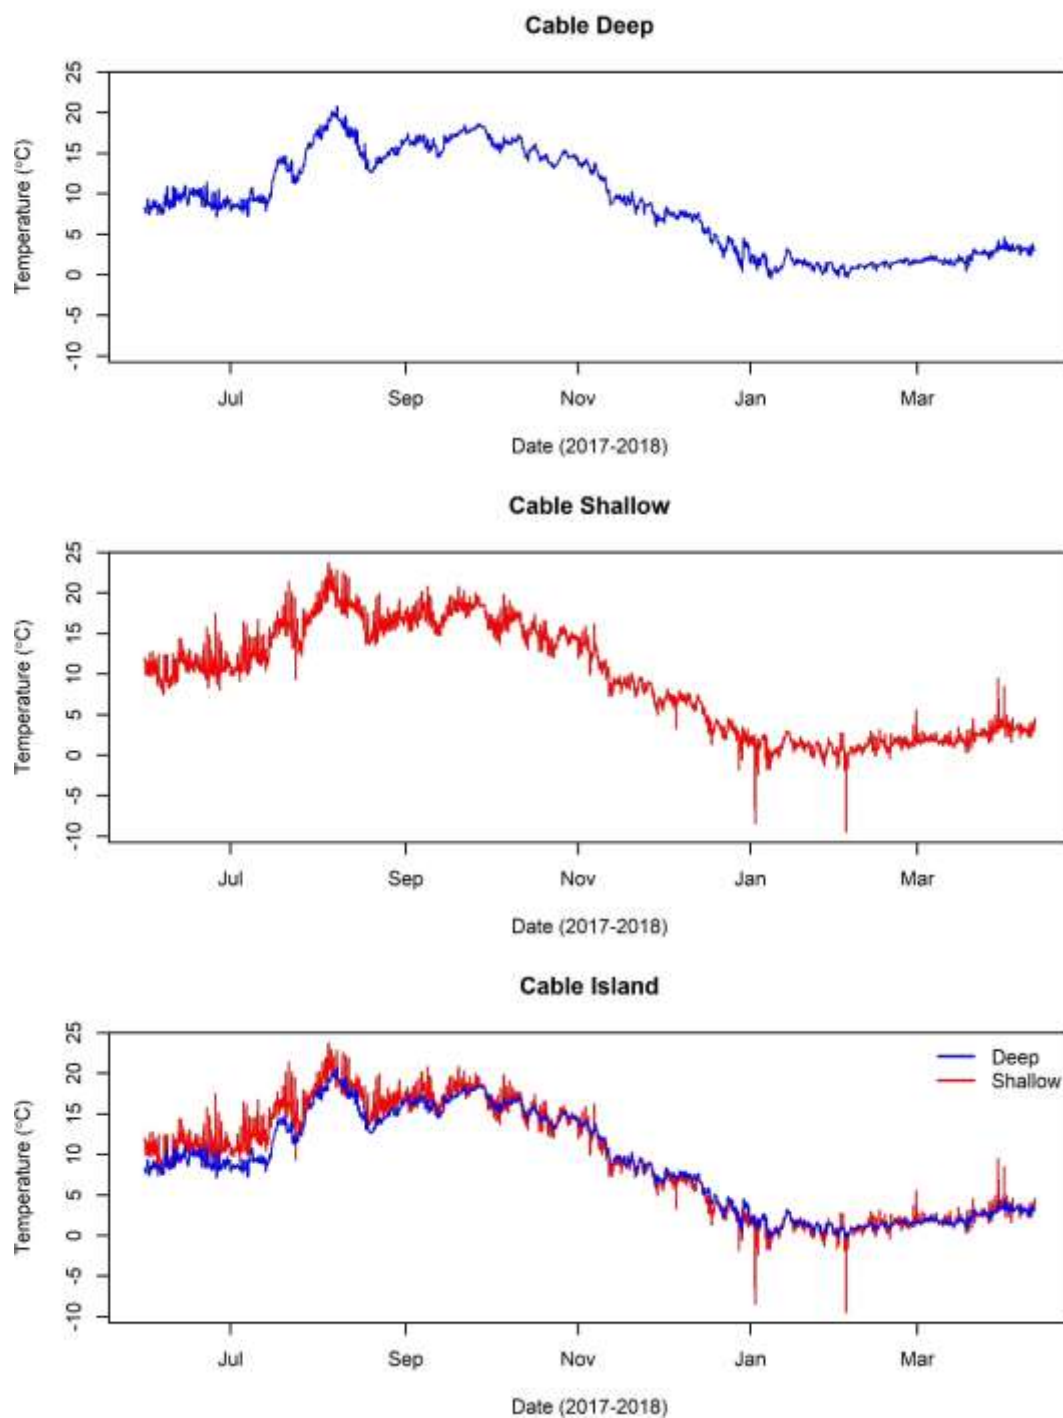 Cable Deep
Temperature (°C)
25
20
15
10
5
0
-5
-10
Jul Sep Nov Jan Mar
Date (2017-2018)
Cable Shallow
Temperature (°C)
25
20
15
10
5
0
-5
-10
Jul Sep Nov Jan Mar
Date (2017-2018)
Cable Island
Temperature (°C)
25
20
15
10
5
0
-5
-10
Deep
Shallow
Jul Sep Nov Jan Mar
Date (2017-2018)